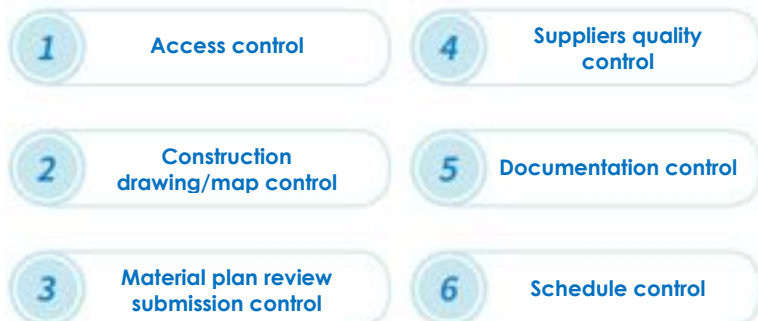 1
Access control
2
Construction
drawing/map control
3
Material plan review
submission control
4
Suppliers quality
control
5
Documentation control
6
Schedule control